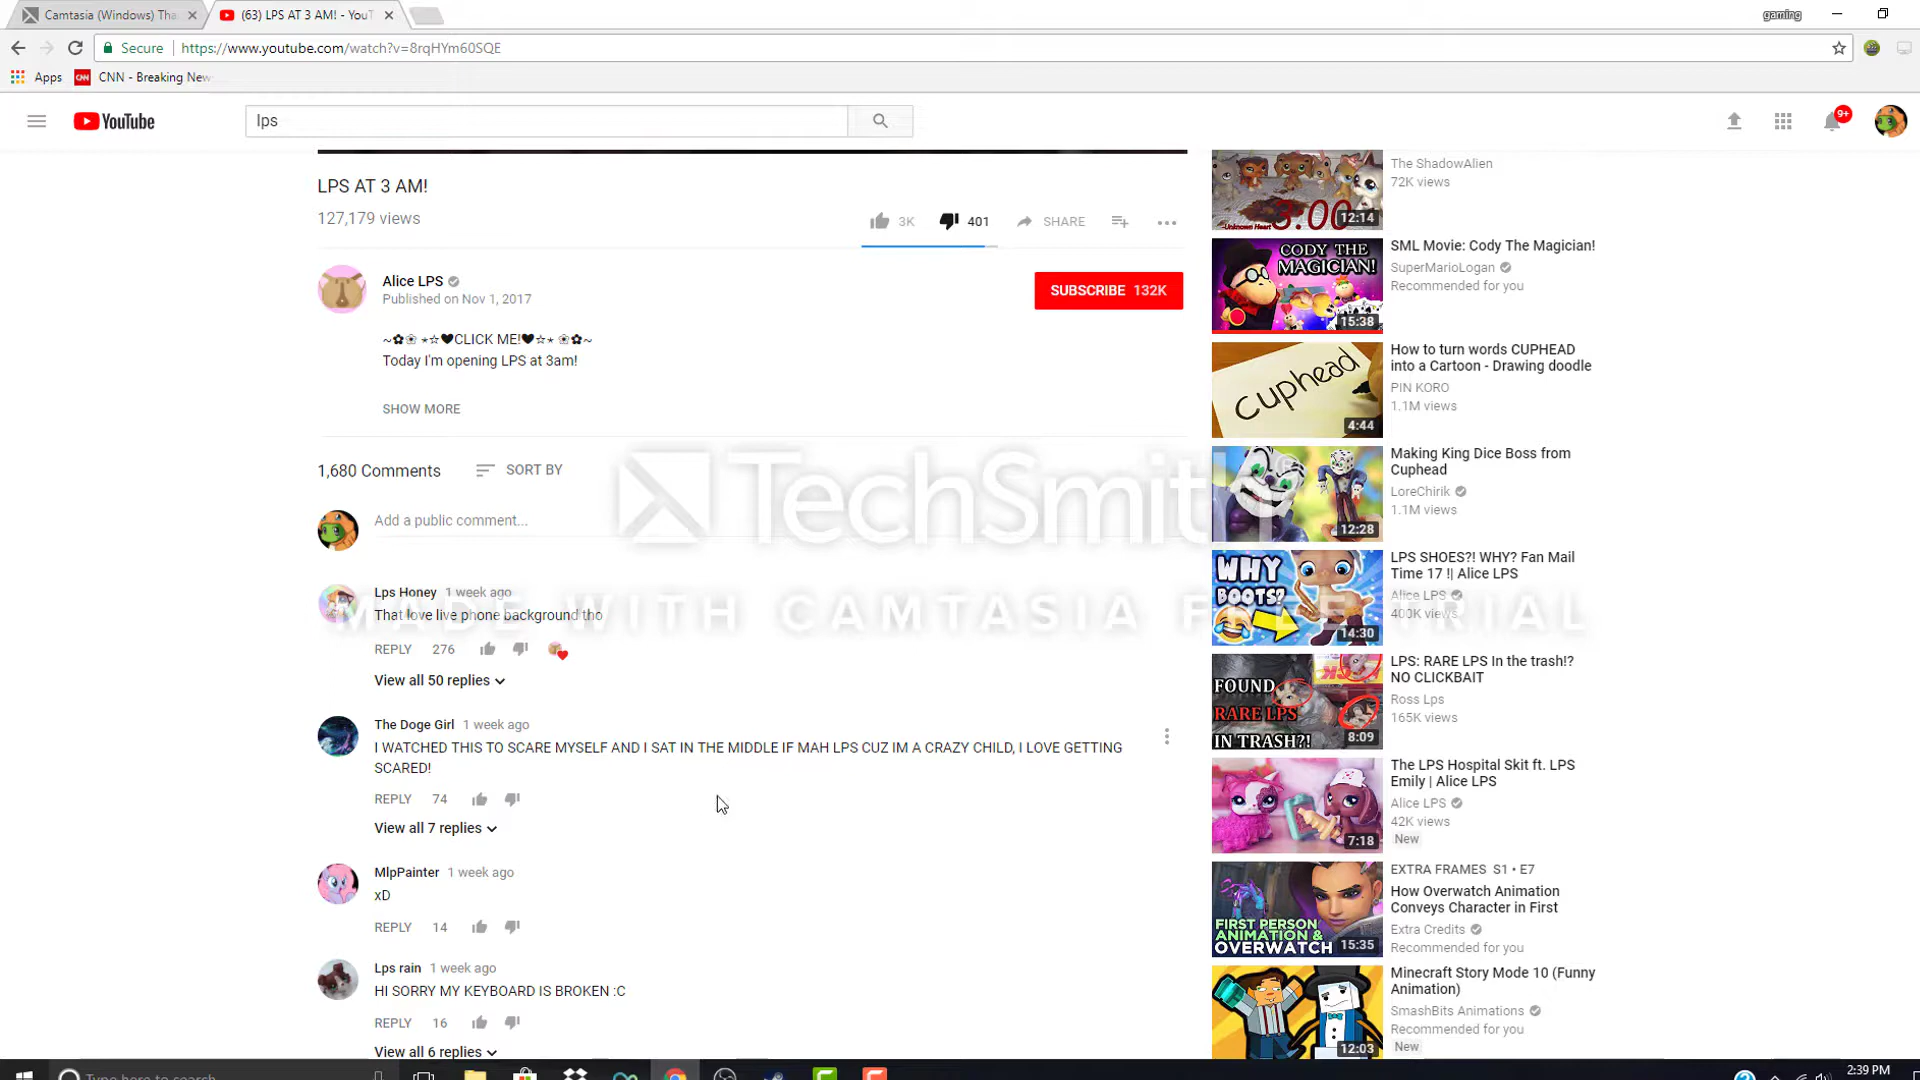 Camtasia (Windows) Tha
(63) LPS AT 3 AM! - YouT
gaming
Secure
https://www.youtube.com/watch?v=8rqHYm60SQE
Apps
CNN - Breaking New
YouTube
lps
9+
LPS AT 3 AM!
127,179 views
3K
401
SHARE
Alice LPS
Published on Nov 1, 2017
SUBSCRIBE 132K
~✿❀ ⋆☆♥CLICK ME!♥☆⋆ ❀✿~
Today I'm opening LPS at 3am!
SHOW MORE
1,680 Comments
SORT BY
Add a public comment...
TechSmith®
MADE WITH CAMTASIA FREE TRIAL
Lps Honey 1 week ago
That love live phone background tho
REPLY 276
View all 50 replies
The Doge Girl 1 week ago
I WATCHED THIS TO SCARE MYSELF AND I SAT IN THE MIDDLE IF MAH LPS CUZ IM A CRAZY CHILD, I LOVE GETTING
SCARED!
REPLY 74
View all 7 replies
MlpPainter 1 week ago
xD
REPLY 14
Lps rain 1 week ago
HI SORRY MY KEYBOARD IS BROKEN :C
REPLY 16
View all 6 replies
The ShadowAlien
72K views
3:00
12:14
CODY THE
MAGICIAN!
15:38
SML Movie: Cody The Magician!
SuperMarioLogan
Recommended for you
cuphead
4:44
How to turn words CUPHEAD
into a Cartoon - Drawing doodle
PIN KORO
1.1M views
12:28
Making King Dice Boss from
Cuphead
LoreChirik
1.1M views
WHY
BOOTS?
14:30
LPS SHOES?! WHY? Fan Mail
Time 17 !| Alice LPS
Alice LPS
400K views
FOUND
RARE LPS
IN TRASH?!
8:09
LPS: RARE LPS In the trash!?
NO CLICKBAIT
Ross Lps
165K views
7:18
The LPS Hospital Skit ft. LPS
Emily | Alice LPS
Alice LPS
42K views
New
FIRST PERSON
ANIMATION &
OVERWATCH
15:35
EXTRA FRAMES S1 • E7
How Overwatch Animation
Conveys Character in First
Extra Credits
Recommended for you
12:03
Minecraft Story Mode 10 (Funny
Animation)
SmashBits Animations
Recommended for you
New
Type here to search
2:39 PM